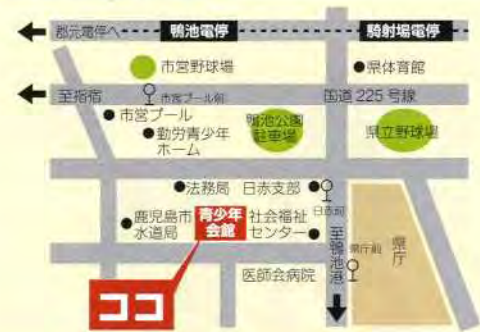 郡元電停へ
鴨池電停
騎射場電停
市営野球場
県体育館
至指宿
市営プール前
国道225号線
市営プール
勤労青少年
ホーム
鴨池公園
駐車場
県立野球場
法務局
日赤支部
日赤前
鹿児島市
水道局
青少年
会館
社会福祉
センター
至鴨池港
県庁前
県庁
医師会病院
ココ